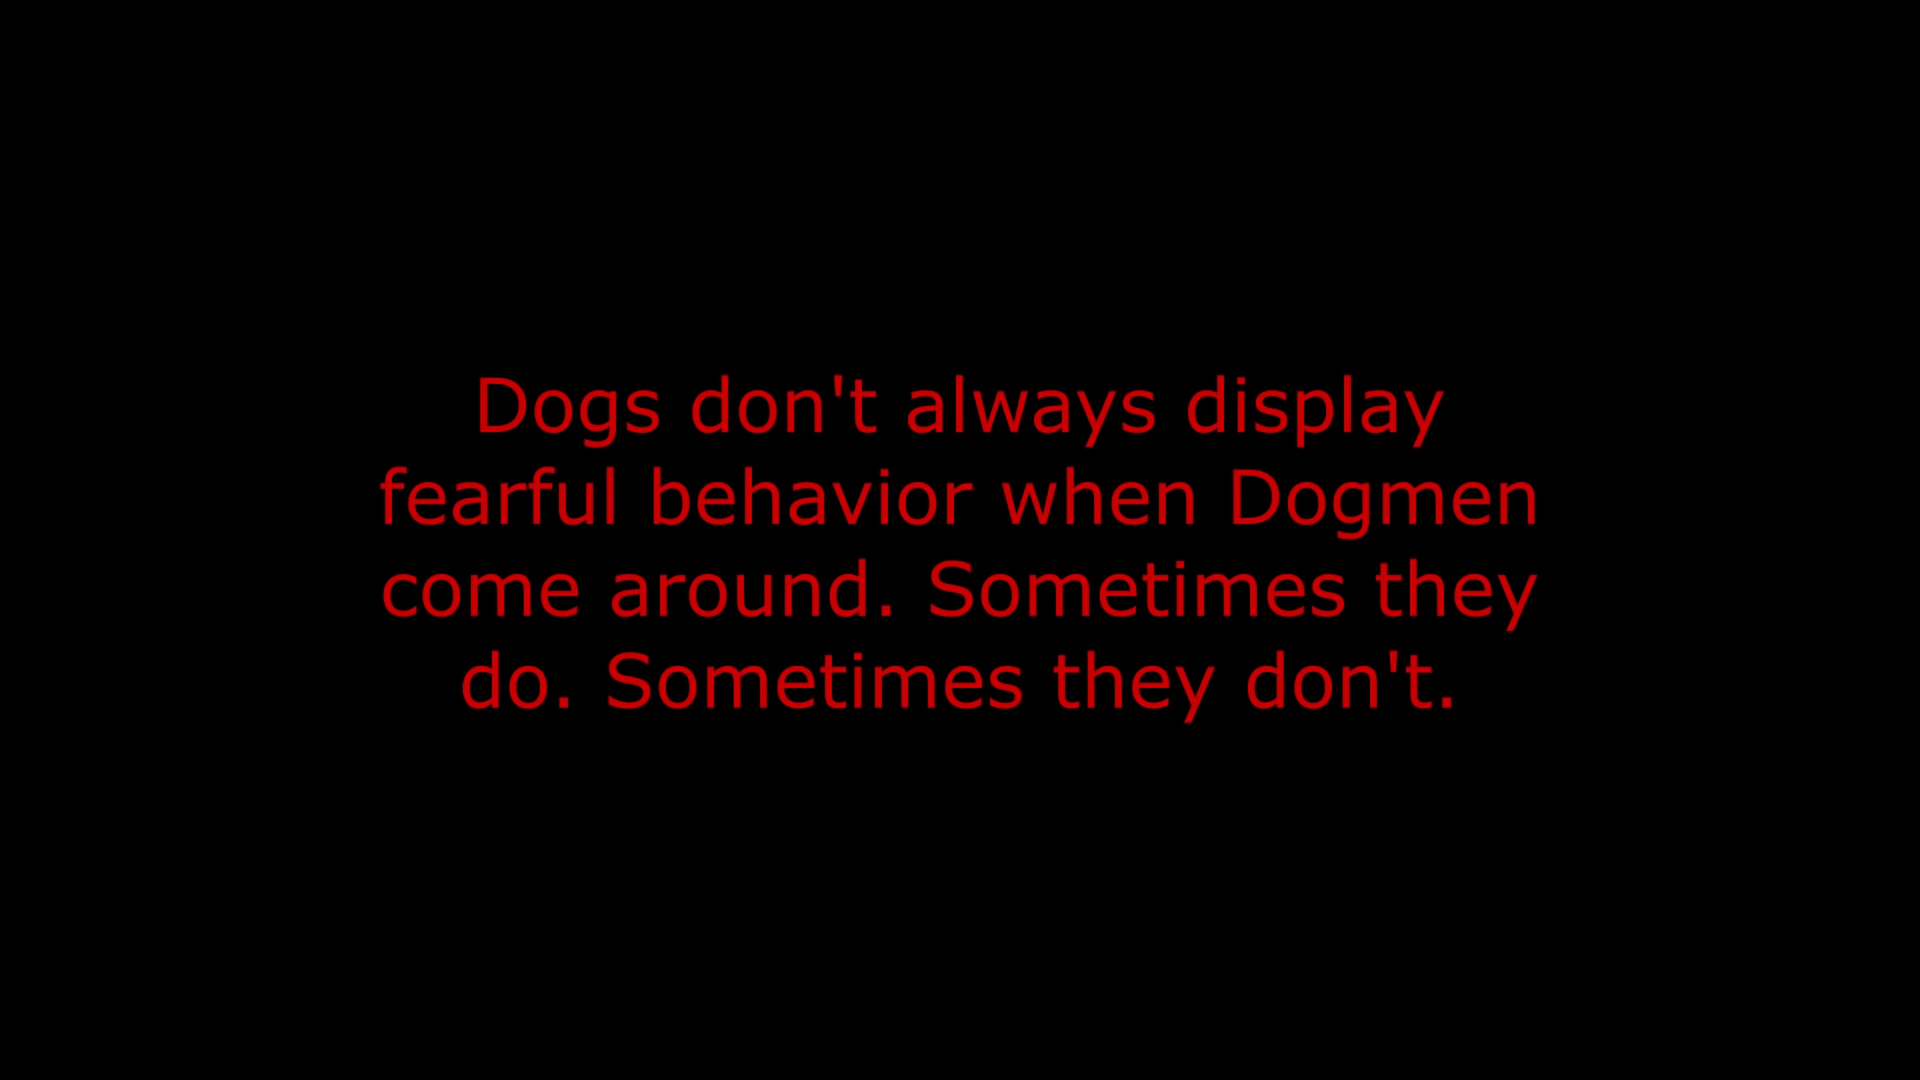 Dogs don't always display
fearful behavior when Dogmen
come around. Sometimes they
do. Sometimes they don't.